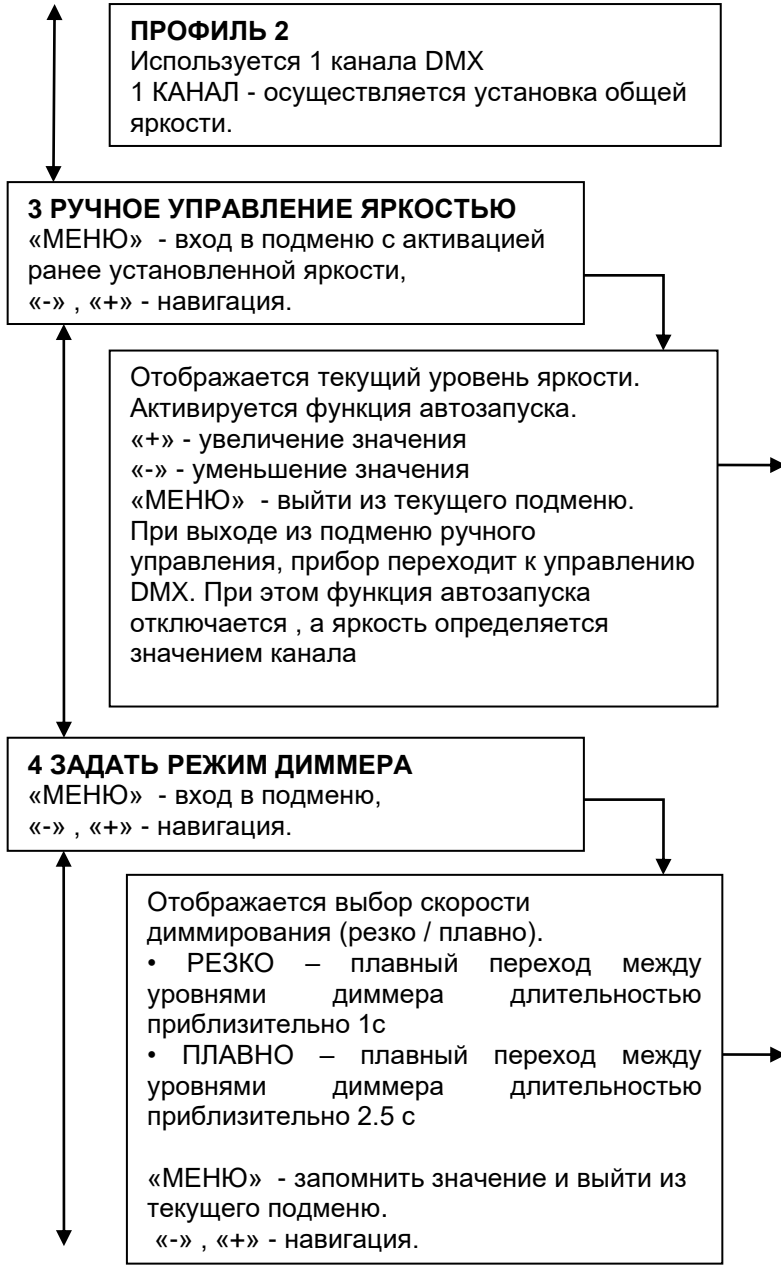 ПРОФИЛЬ 2
Используется 1 канала DMX
1 КАНАЛ - осуществляется установка общей
яркости.
3 РУЧНОЕ УПРАВЛЕНИЕ ЯРКОСТЬЮ
«МЕНЮ» - вход в подменю с активацией
ранее установленной яркости,
«-» , «+» - навигация.
Отображается текущий уровень яркости.
Активируется функция автозапуска.
«+» - увеличение значения
«-» - уменьшение значения
«МЕНЮ» - выйти из текущего подменю.
При выходе из подменю ручного
управления, прибор переходит к управлению
DMX. При этом функция автозапуска
отключается , а яркость определяется
значением канала
4 ЗАДАТЬ РЕЖИМ ДИММЕРА
«МЕНЮ» - вход в подменю,
«-» , «+» - навигация.
Отображается выбор скорости
диммирования (резко / плавно).
• РЕЗКО – плавный переход между
уровнями диммера длительностью
приблизительно 1с
• ПЛАВНО – плавный переход между
уровнями диммера длительностью
приблизительно 2.5 с
«МЕНЮ» - запомнить значение и выйти из
текущего подменю.
«-» , «+» - навигация.